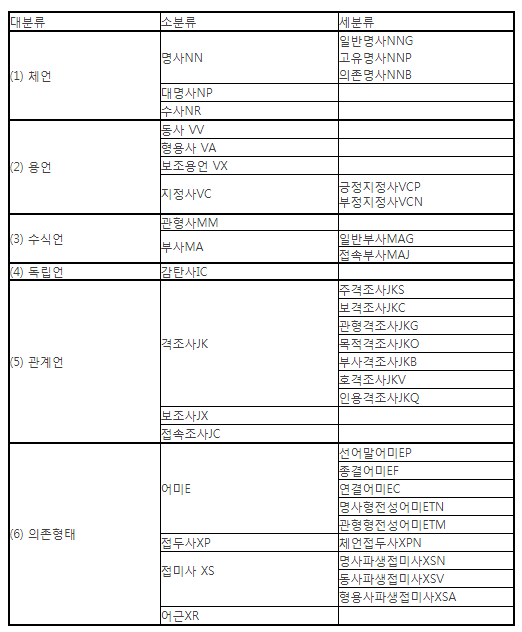 대분류 소분류 세분류
(1) 체언 명사NN 일반명사NNG
고유명사NNP
의존명사NNB
대명사NP
수사NR
(2) 용언 동사 VV
형용사 VA
보조용언 VX
지정사VC 긍정지정사VCP
부정지정사VCN
(3) 수식언 관형사MM
부사MA 일반부사MAG
접속부사MAJ
(4) 독립언 감탄사IC
(5) 관계언 격조사JK 주격조사JKS
보격조사JKC
관형격조사JKG
목적격조사JKO
부사격조사JKB
호격조사JKV
인용격조사JKQ
보조사JX
접속조사JC
(6) 의존형태 어미E 선어말어미EP
종결어미EF
연결어미EC
명사형전성어미ETN
관형형전성어미ETM
접두사XP 체언접두사XPN
접미사 XS 명사파생접미사XSN
동사파생접미사XSV
형용사파생접미사XSA
어근XR